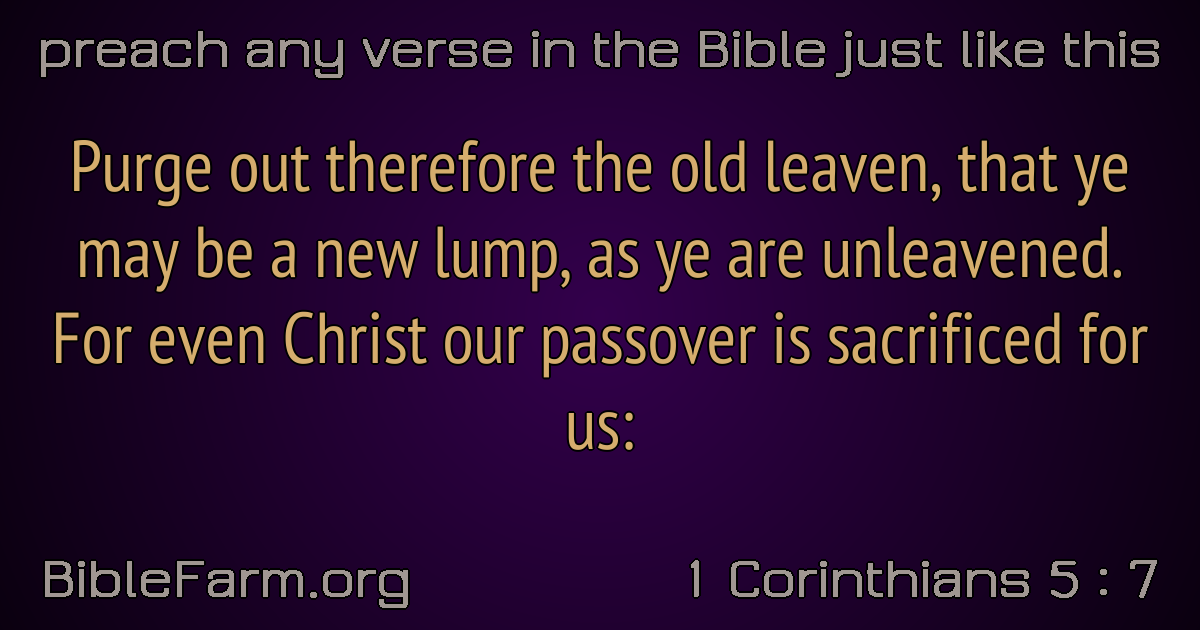 preach any verse in the Bible just like this
Purge out therefore the old leaven, that ye
may be a new lump, as ye are unleavened.
For even Christ our passover is sacrificed for
us:
BibleFarm.org
1 Corinthians 5 : 7